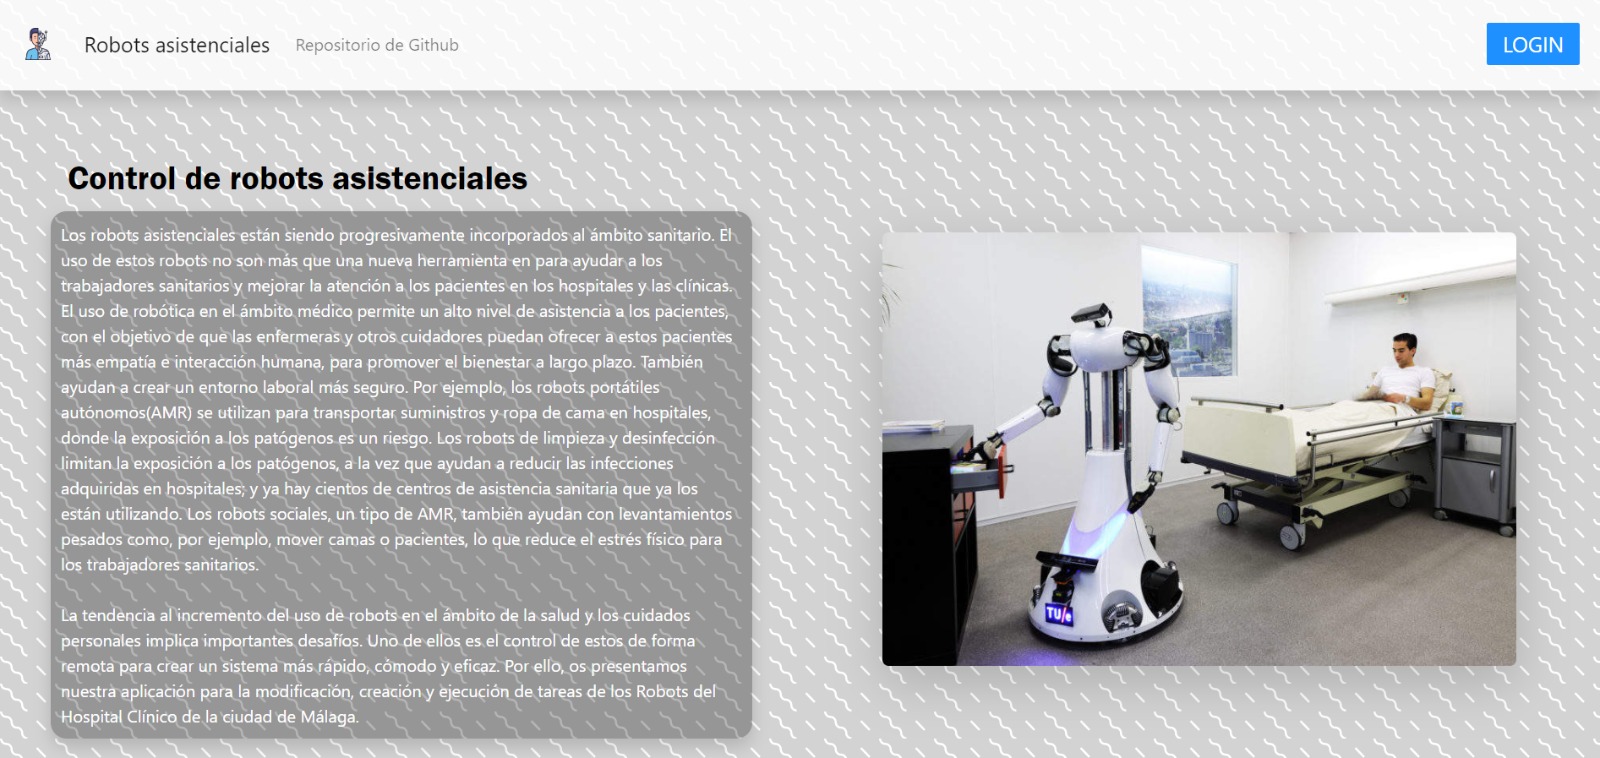 Robots asistenciales
Repositorio de Github
LOGIN
Control de robots asistenciales
Los robots asistenciales están siendo progresivamente incorporados al ámbito sanitario. El
uso de estos robots no son más que una nueva herramienta en para ayudar a los
trabajadores sanitarios y mejorar la atención a los pacientes en los hospitales y las clínicas.
El uso de robótica en el ámbito médico permite un alto nivel de asistencia a los pacientes,
con el objetivo de que las enfermeras y otros cuidadores puedan ofrecer a estos pacientes
más empatía e interacción humana, para promover el bienestar a largo plazo. También
ayudan a crear un entorno laboral más seguro. Por ejemplo, los robots portátiles
autónomos(AMR) se utilizan para transportar suministros y ropa de cama en hospitales,
donde la exposición a los patógenos es un riesgo. Los robots de limpieza y desinfección
limitan la exposición a los patógenos, a la vez que ayudan a reducir las infecciones
adquiridas en hospitales; y ya hay cientos de centros de asistencia sanitaria que ya los
están utilizando. Los robots sociales, un tipo de AMR, también ayudan con levantamientos
pesados como, por ejemplo, mover camas o pacientes, lo que reduce el estrés físico para
los trabajadores sanitarios.
La tendencia al incremento del uso de robots en el ámbito de la salud y los cuidados
personales implica importantes desafíos. Uno de ellos es el control de estos de forma
remota para crear un sistema más rápido, cómodo y eficaz. Por ello, os presentamos
nuestra aplicación para la modificación, creación y ejecución de tareas de los Robots del
Hospital Clínico de la ciudad de Málaga.
TU/e